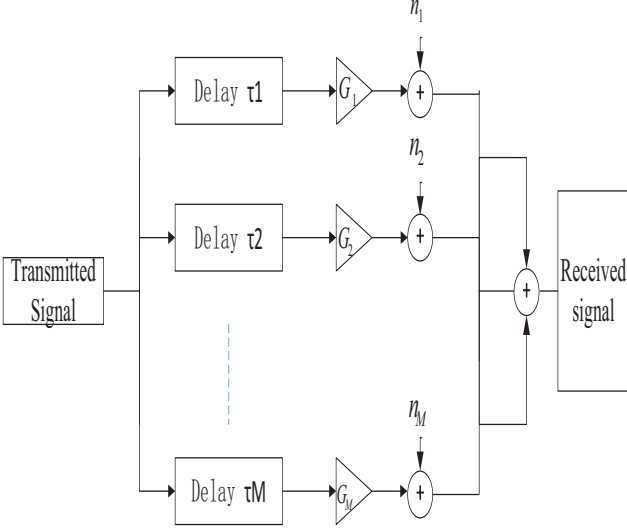 n1
Delay τ1
G1
+
n2
Delay τ2
G2
+
Transmitted
Signal
+
Received
signal
nM
Delay τM
GM
+